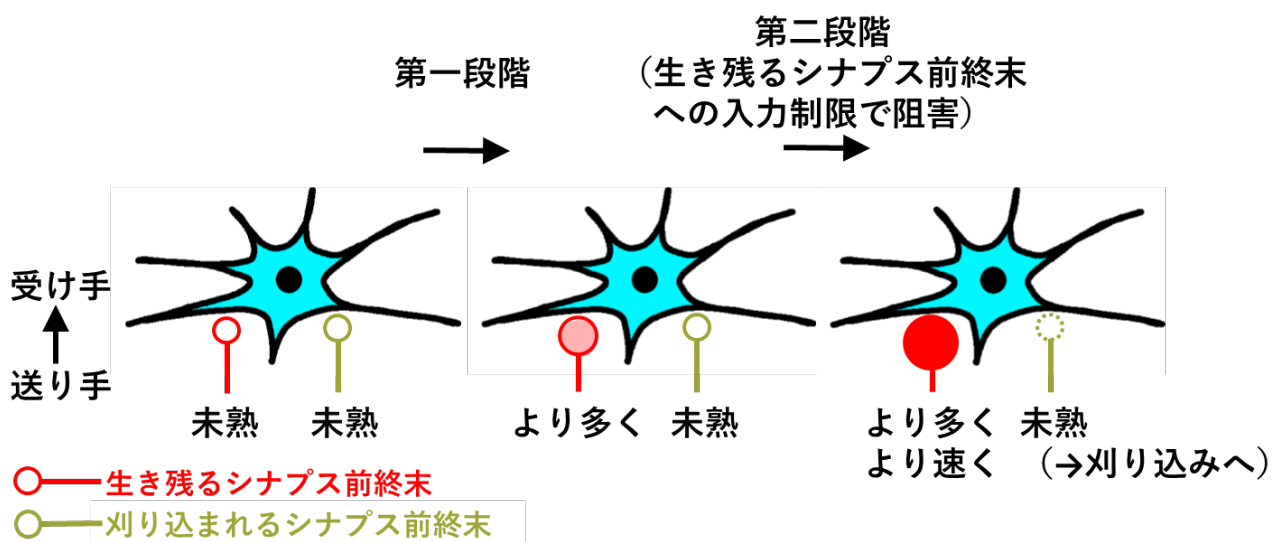 第一段階
第二段階
（生き残るシナプス前終末
への入力制限で阻害）
受け手
送り手
未熟
未熟
より多く
未熟
より多く
より速く
未熟
（→刈り込みへ）
生き残るシナプス前終末
刈り込まれるシナプス前終末